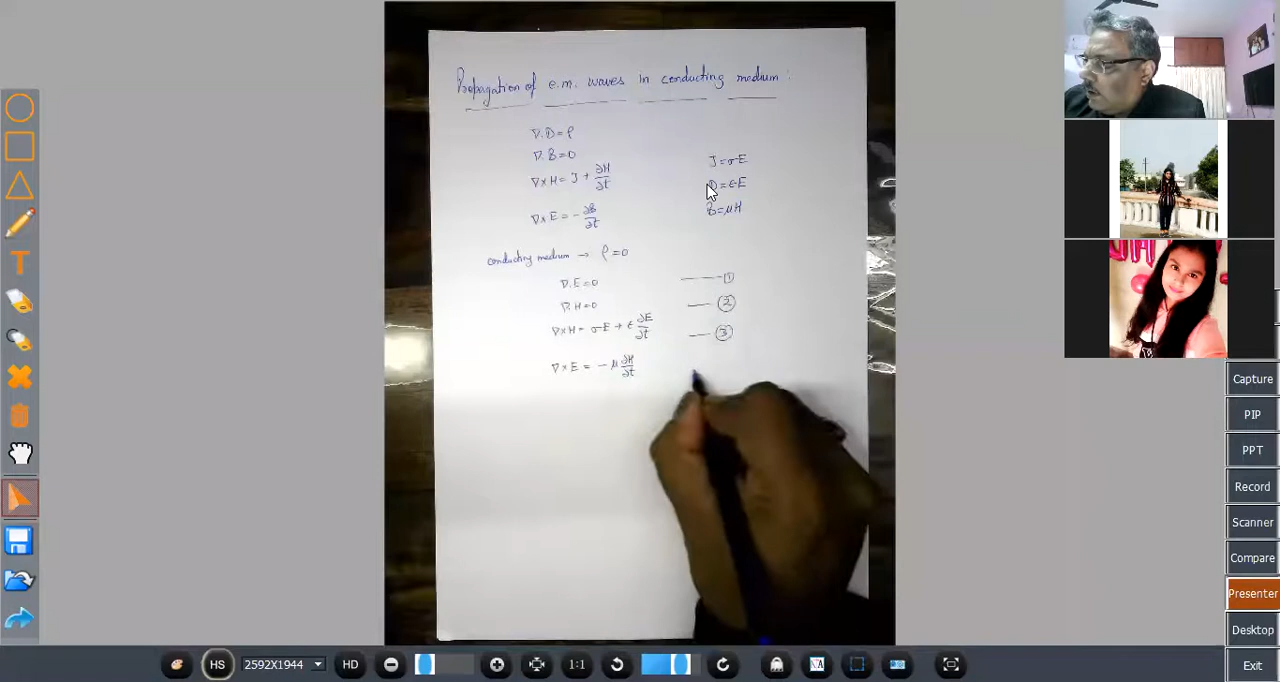 Propagation of e.m. waves in conducting medium :
∇.D = ρ
∇.B = 0
∇×H = J + ∂H/∂t
∇×E = - ∂B/∂t
J = σE
D = εE
B = μH
conducting medium → ρ = 0
∇.E = 0 ——— ①
∇.H = 0 —— ②
∇×H = σE + ε ∂E/∂t —— ③
∇×E = - μ ∂H/∂t
Capture
PIP
PPT
Record
Scanner
Compare
Presenter
Desktop
Exit
T
HS
2592X1944
HD
1:1